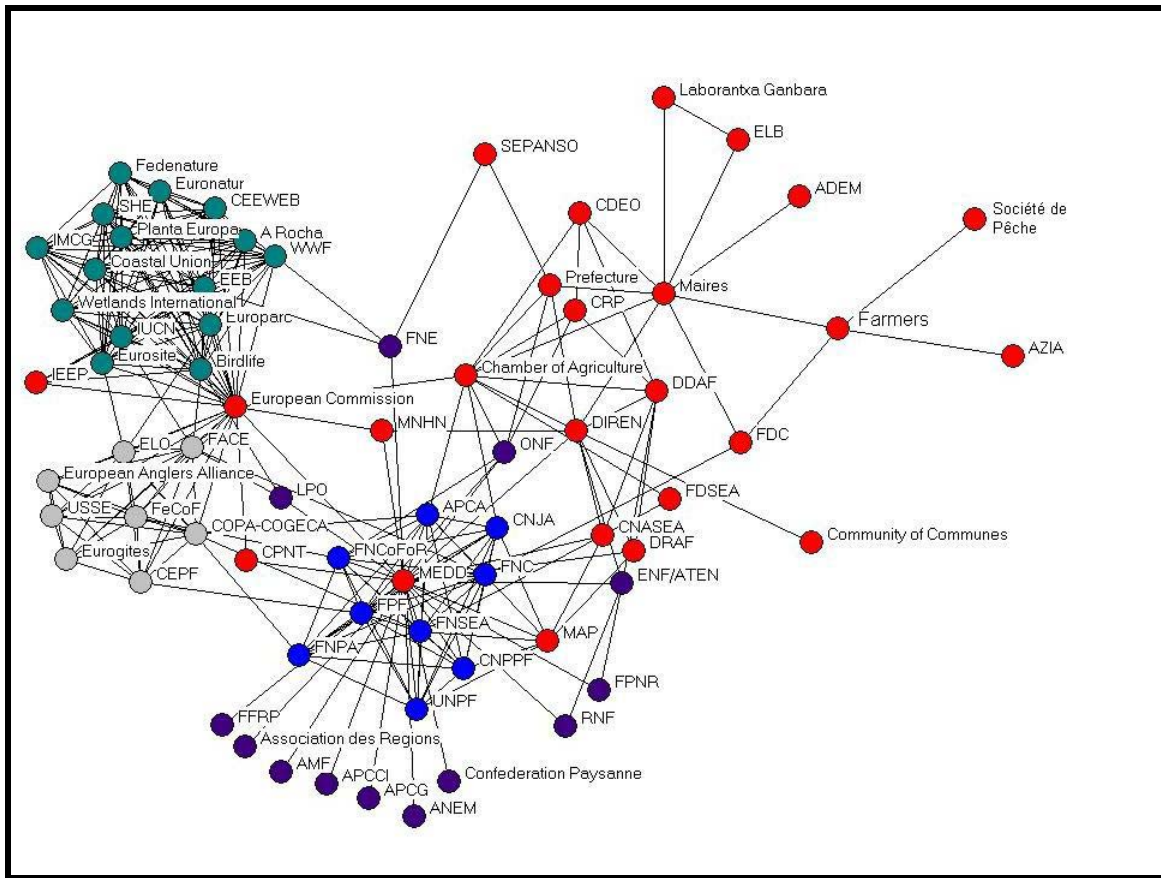 Laborantxa Ganbara
ELB
SEPANSO
Fedenature
Euronatur
ADEM
CEEWEB
SHE
CDEO
Société de
Pêche
Planta Europa
A Rocha
IMCG
WWF
Coastal Union
EEB
Prefecture
Maires
Wetlands International
CRP
Europarc
Farmers
IUCN
FNE
Eurosite
Birdlife
AZIA
IEEP
Chamber of Agriculture
DDAF
European Commission
MNHN
DIREN
ELO
FACE
ONF
FDC
European Anglers Alliance
LPO
FDSEA
USSE
FeCoF
APCA
CNJA
COPA-COGECA
CNASEA
Community of Communes
DRAF
Eurogites
CPNT
FNCoFoR
CEPF
MEDD
FNC
ENF/ATEN
FPF
FNSEA
MAP
FNPA
CNPPF
FPNR
UNPF
FFRP
RNF
Association des Regions
AMF
APCCI
Confederation Paysanne
APCG
ANEM